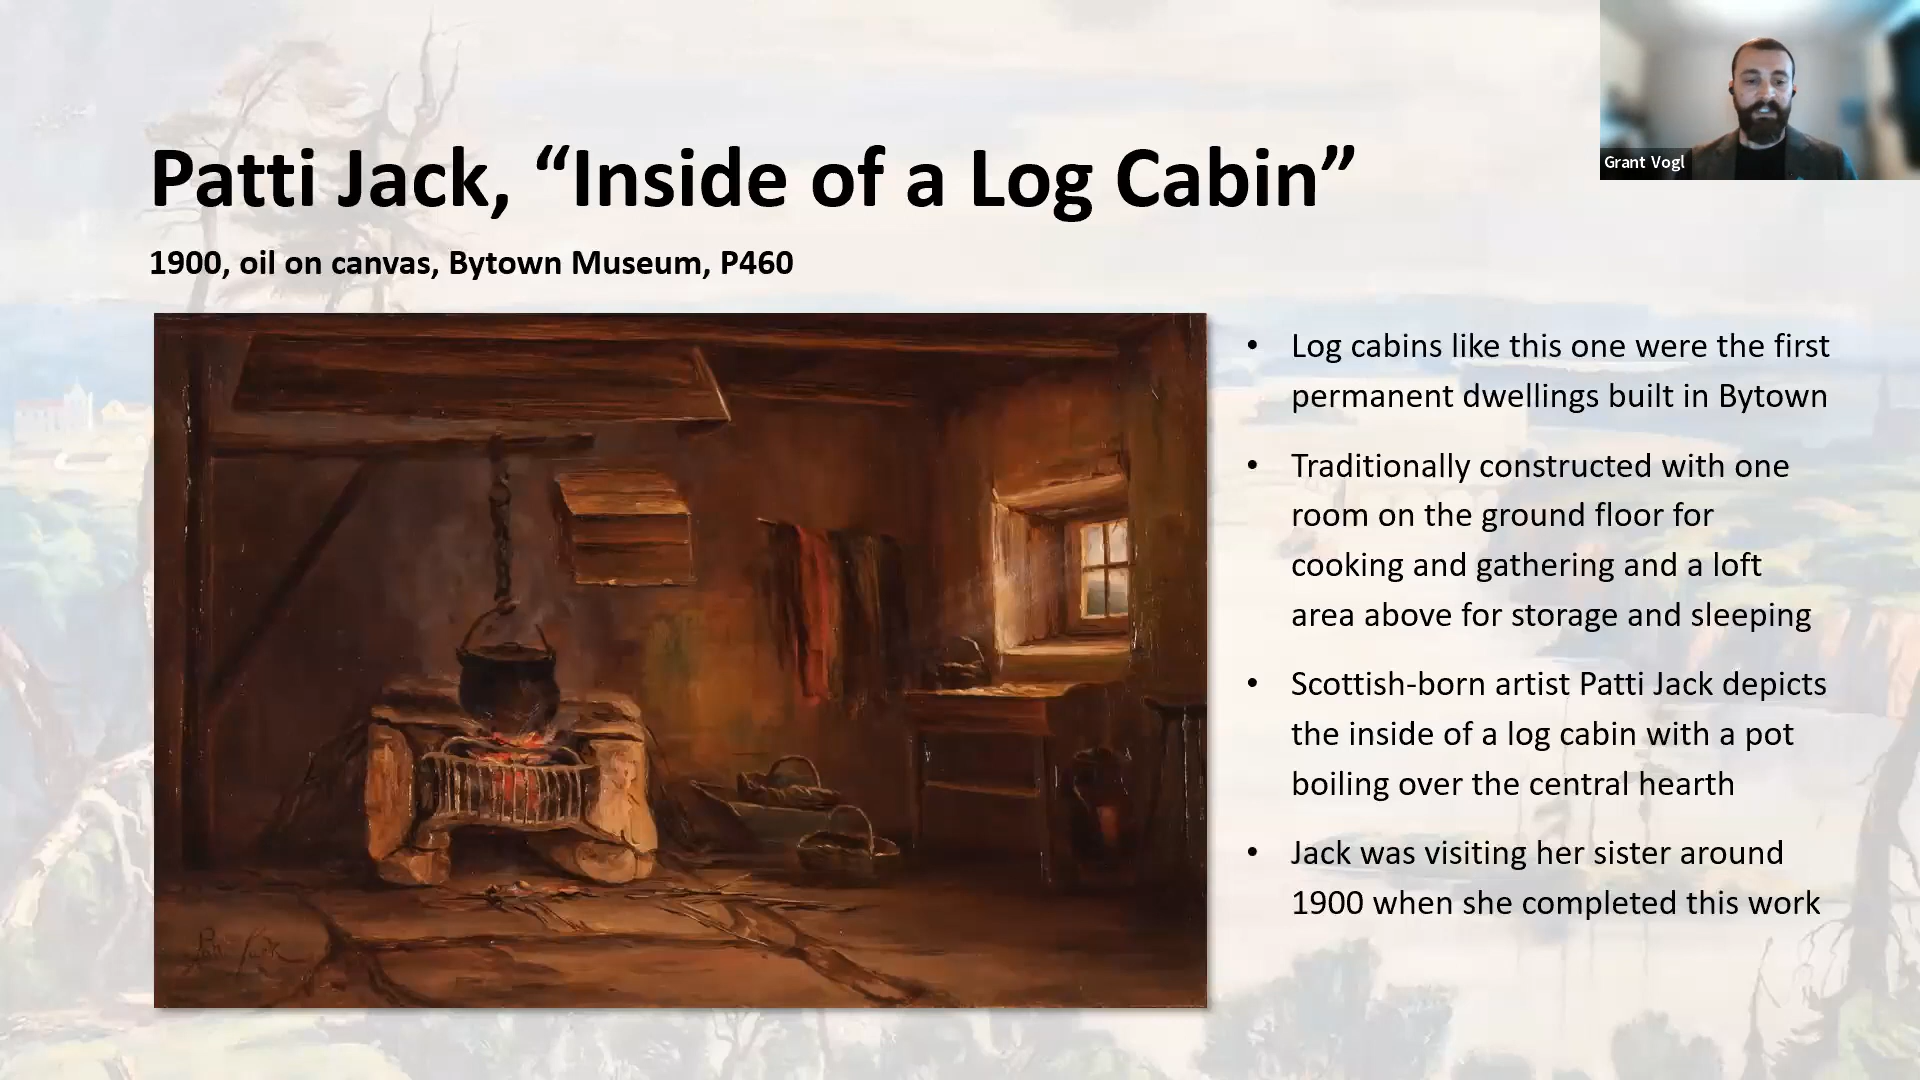 Patti Jack, “Inside of a Log Cabin”
1900, oil on canvas, Bytown Museum, P460
Grant Vogl
• Log cabins like this one were the first
permanent dwellings built in Bytown
• Traditionally constructed with one
room on the ground floor for
cooking and gathering and a loft
area above for storage and sleeping
• Scottish-born artist Patti Jack depicts
the inside of a log cabin with a pot
boiling over the central hearth
• Jack was visiting her sister around
1900 when she completed this work